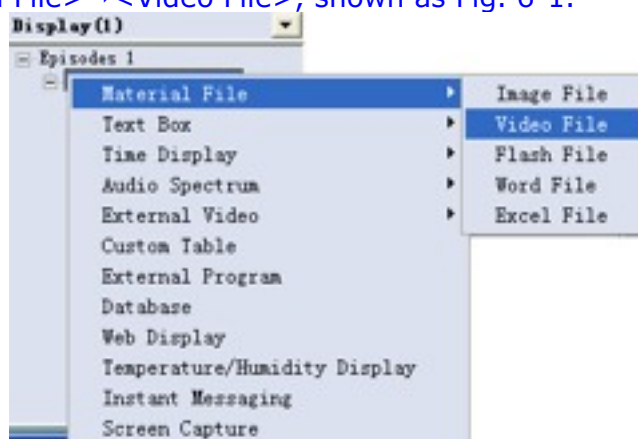 File> →<Video File>, shown as Fig. 6-1.
Display(1)
Episodes 1
Material File
Text Box
Time Display
Audio Spectrum
External Video
Custom Table
External Program
Database
Web Display
Temperature/Humidity Display
Instant Messaging
Screen Capture
Image File
Video File
Flash File
Word File
Excel File